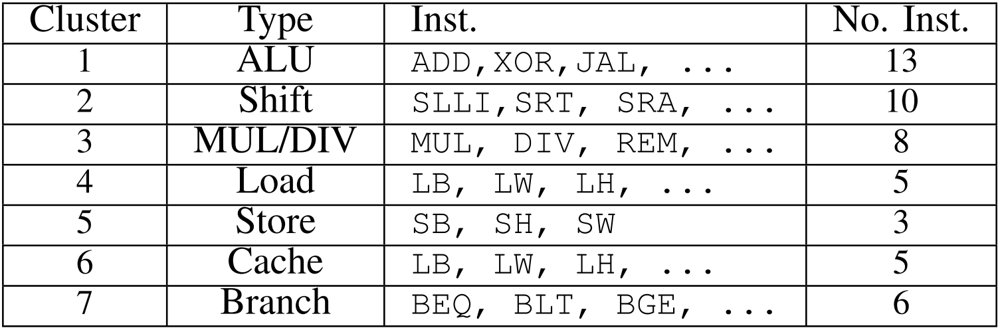 Cluster Type Inst. No. Inst.
1 ALU ADD,XOR,JAL, ... 13
2 Shift SLLI,SRT, SRA, ... 10
3 MUL/DIV MUL, DIV, REM, ... 8
4 Load LB, LW, LH, ... 5
5 Store SB, SH, SW 3
6 Cache LB, LW, LH, ... 5
7 Branch BEQ, BLT, BGE, ... 6